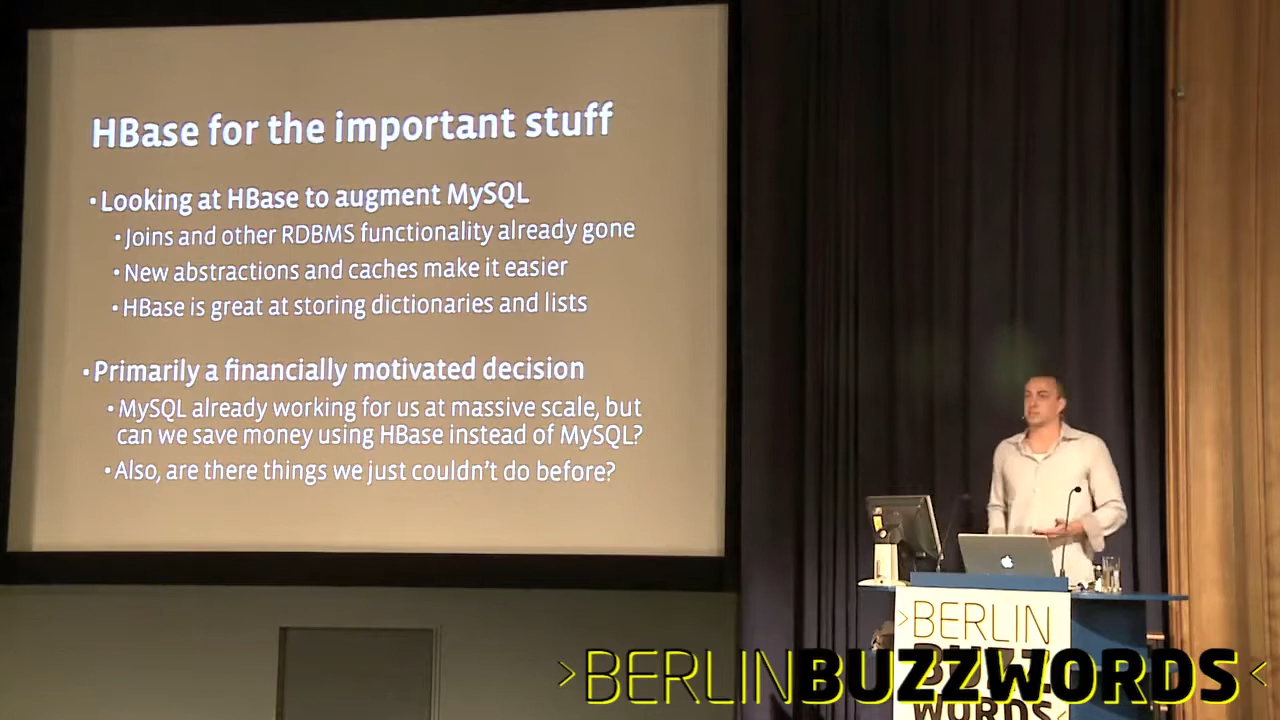 HBase for the important stuff
•Looking at HBase to augment MySQL
•Joins and other RDBMS functionality already gone
•New abstractions and caches make it easier
•HBase is great at storing dictionaries and lists
•Primarily a financially motivated decision
•MySQL already working for us at massive scale, but
can we save money using HBase instead of MySQL?
•Also, are there things we just couldn't do before?
>BERLIN
BUZZ
WORDS<
>BERLINBUZZWORDS<